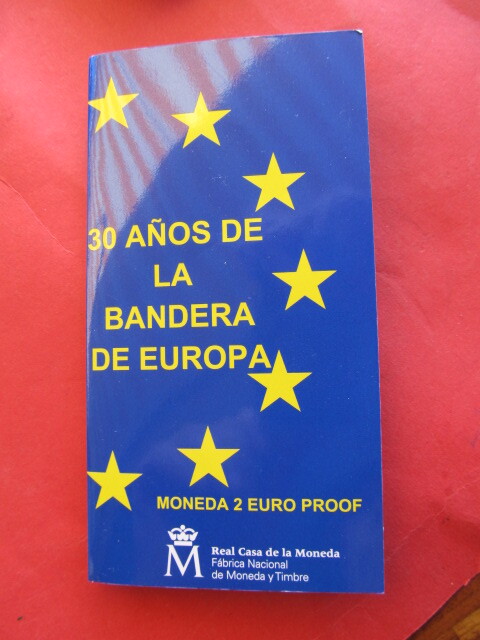 30 AÑOS DE
LA
BANDERA
DE EUROPA
MONEDA 2 EURO PROOF
M
Real Casa de la Moneda
Fábrica Nacional
de Moneda y Timbre